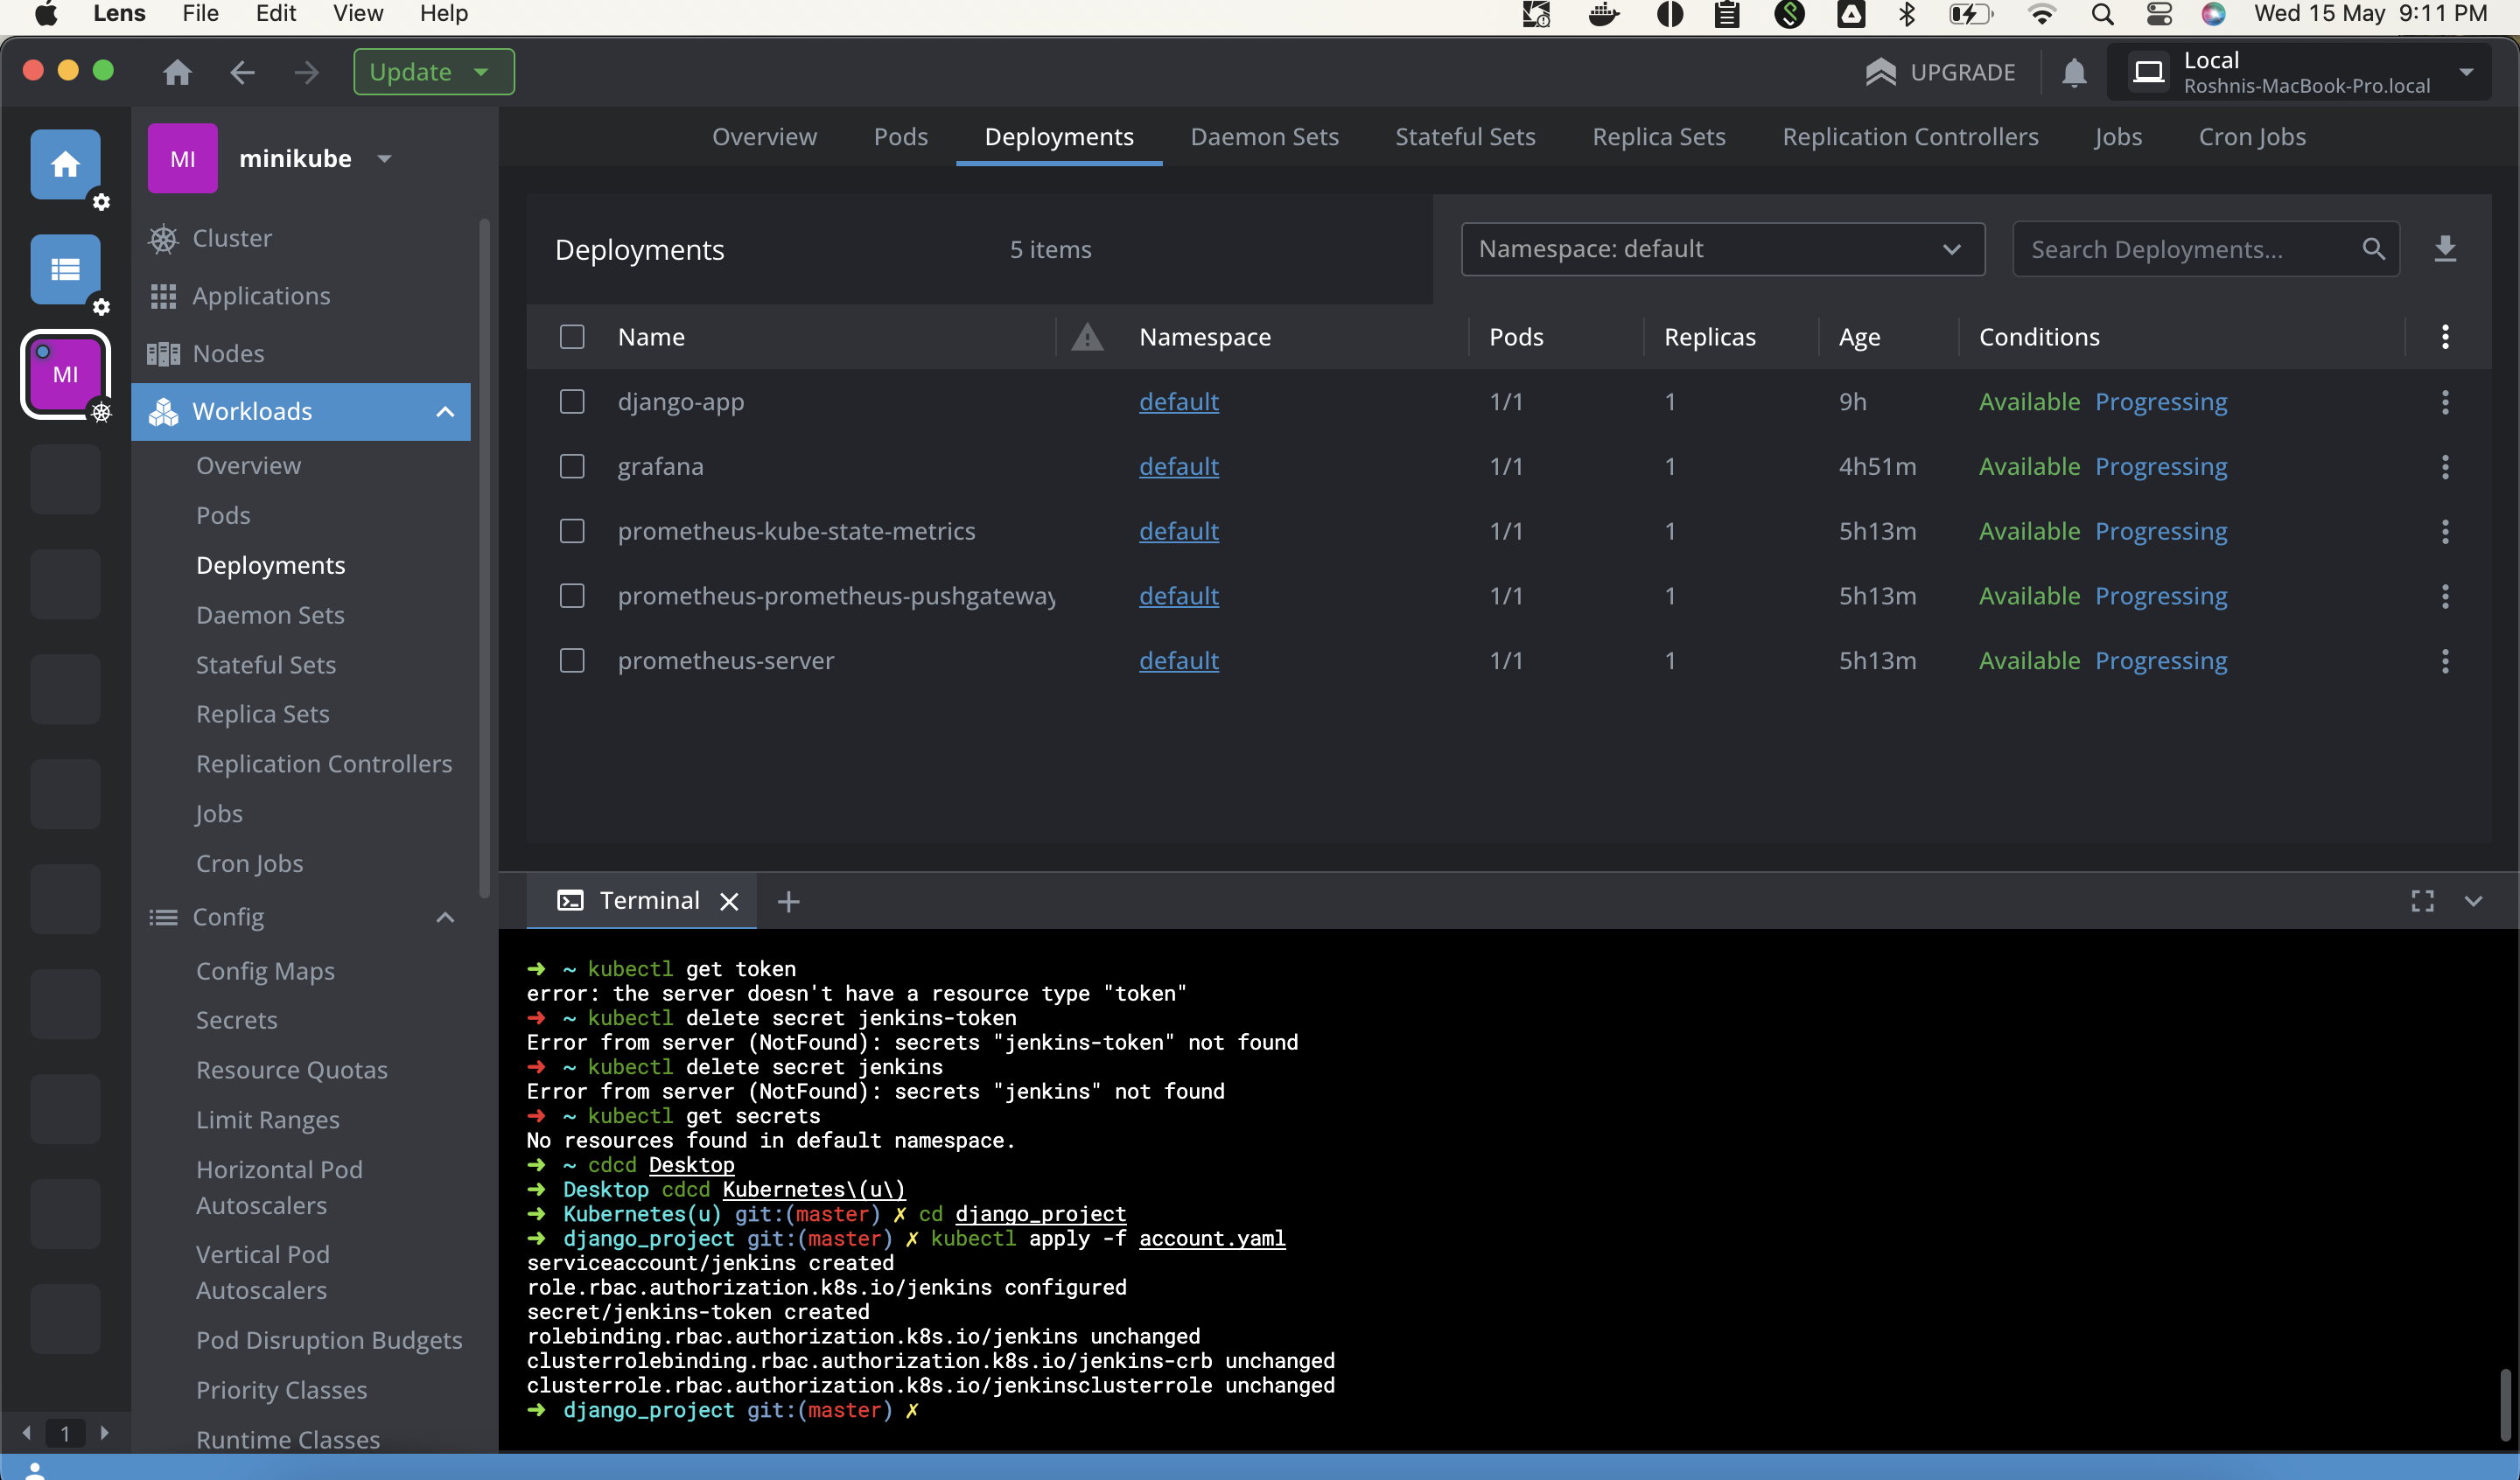 Lens File Edit View Help Wed 15 May 9:11 PM
Update UPGRADE Local
Roshnis-MacBook-Pro.local
MI minikube
Overview Pods Deployments Daemon Sets Stateful Sets Replica Sets Replication Controllers Jobs Cron Jobs
Cluster
Applications
Nodes
MI
Workloads
Overview
Pods
Deployments
Daemon Sets
Stateful Sets
Replica Sets
Replication Controllers
Jobs
Cron Jobs
Config
Config Maps
Secrets
Resource Quotas
Limit Ranges
Horizontal Pod
Autoscalers
Vertical Pod
Autoscalers
Pod Disruption Budgets
Priority Classes
Runtime Classes
1
Deployments 5 items Namespace: default Search Deployments...
Name Namespace Pods Replicas Age Conditions
django-app default 1/1 1 9h Available Progressing
grafana default 1/1 1 4h51m Available Progressing
prometheus-kube-state-metrics default 1/1 1 5h13m Available Progressing
prometheus-prometheus-pushgateway default 1/1 1 5h13m Available Progressing
prometheus-server default 1/1 1 5h13m Available Progressing
Terminal
➜ ~ kubectl get token
error: the server doesn't have a resource type "token"
➜ ~ kubectl delete secret jenkins-token
Error from server (NotFound): secrets "jenkins-token" not found
➜ ~ kubectl delete secret jenkins
Error from server (NotFound): secrets "jenkins" not found
➜ ~ kubectl get secrets
No resources found in default namespace.
➜ ~ cdcd Desktop
➜ Desktop cdcd Kubernetes\(u\)
➜ Kubernetes(u) git:(master) ✗ cd django_project
➜ django_project git:(master) ✗ kubectl apply -f account.yaml
serviceaccount/jenkins created
role.rbac.authorization.k8s.io/jenkins configured
secret/jenkins-token created
rolebinding.rbac.authorization.k8s.io/jenkins unchanged
clusterrolebinding.rbac.authorization.k8s.io/jenkins-crb unchanged
clusterrole.rbac.authorization.k8s.io/jenkinsclusterrole unchanged
➜ django_project git:(master) ✗